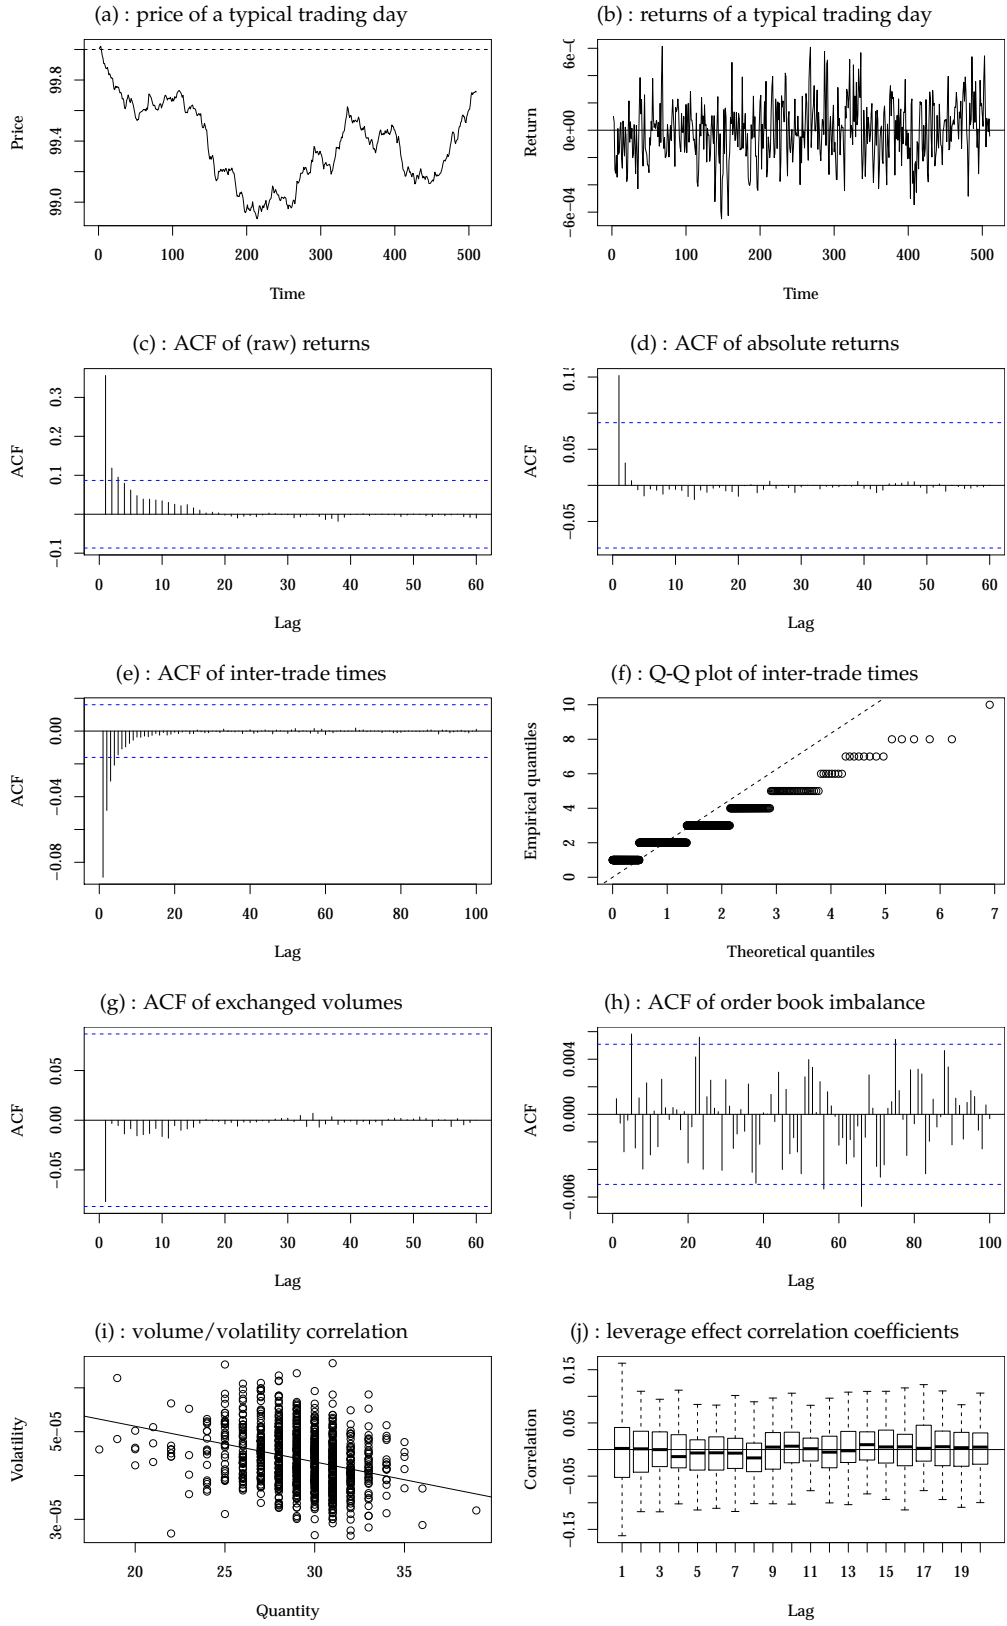 (a) : price of a typical trading day
99.8
99.4
99.0
Price
0 100 200 300 400 500
Time
(b) : returns of a typical trading day
0e+00
−6e−04
Return
0 100 200 300 400 500
Time
(c) : ACF of (raw) returns
0.3
0.2
0.1
−0.1
ACF
0 10 20 30 40 50 60
Lag
(d) : ACF of absolute returns
0.05
−0.05
ACF
0 10 20 30 40 50 60
Lag
(e) : ACF of inter-trade times
0.00
−0.04
−0.08
ACF
0 20 40 60 80 100
Lag
(f) : Q-Q plot of inter-trade times
10
8
6
4
2
0
Empirical quantiles
0 1 2 3 4 5 6 7
Theoretical quantiles
(g) : ACF of exchanged volumes
0.05
0.00
−0.05
ACF
0 10 20 30 40 50 60
Lag
(h) : ACF of order book imbalance
0.004
0.000
−0.006
ACF
0 20 40 60 80 100
Lag
(i) : volume/volatility correlation
5e−05
3e−05
Volatility
20 25 30 35
Quantity
(j) : leverage effect correlation coefficients
0.15
0.05
−0.05
−0.15
Correlation
1 3 5 7 9 11 13 15 17 19
Lag